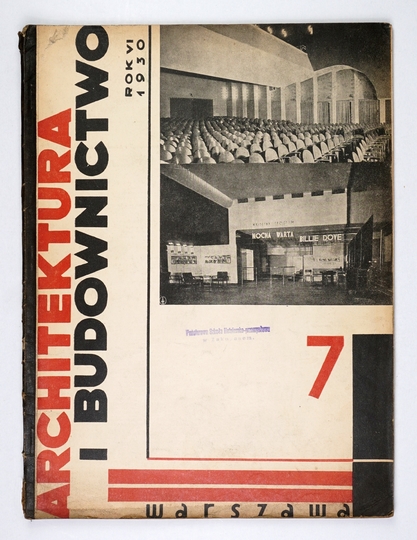 ARCHITEKTURA
I BUDOWNICTWO
ROK VI
1930
NOCNA WARTA BILLIE DOVE
7
warszawa